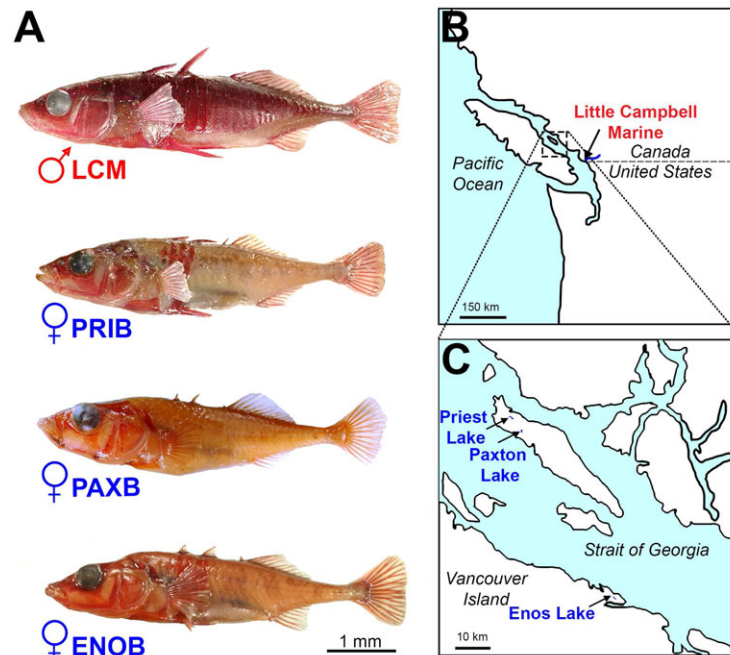 A
♂LCM
♀PRIB
♀PAXB
♀ENOB
1 mm
B
Little Campbell
Marine
Canada
United States
Pacific
Ocean
150 km
C
Priest
Lake
Paxton
Lake
Strait of Georgia
Vancouver
Island
Enos Lake
10 km